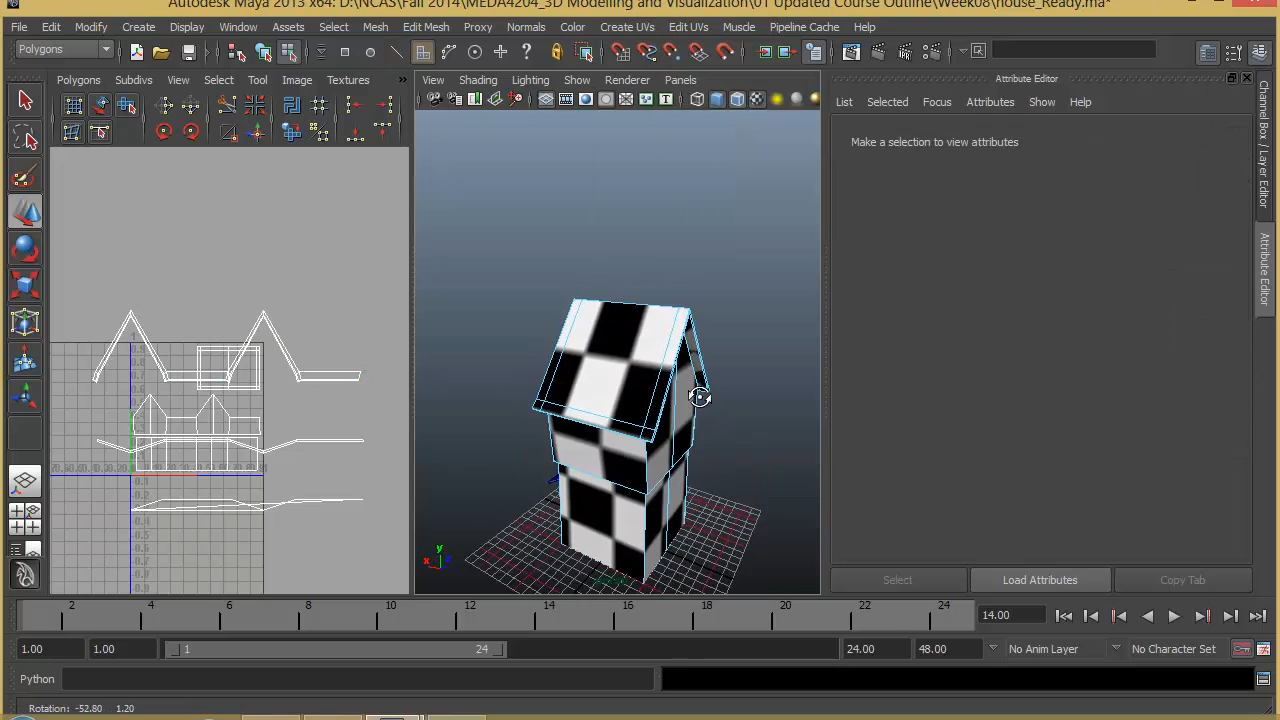 Autodesk Maya 2013 x64: D:\NCAS\Fall 2014\MEDA4204_3D Modelling and Visualization\01 Updated Course Outline\Week08\house_Ready.ma*
File Edit Modify Create Display Window Assets Select Mesh Edit Mesh Proxy Normals Color Create UVs Edit UVs Muscle Pipeline Cache Help
Polygons
Polygons Subdivs View Select Tool Image Textures »
View Shading Lighting Show Renderer Panels
Attribute Editor
List Selected Focus Attributes Show Help
Make a selection to view attributes
Channel Box / Layer Editor
Attribute Editor
Select Load Attributes Copy Tab
2 4 6 8 10 12 14 16 18 20 22 24
14.00
1.00 1.00 1 24 24.00 48.00 No Anim Layer No Character Set
Python
Rotation: -52.80 1.20